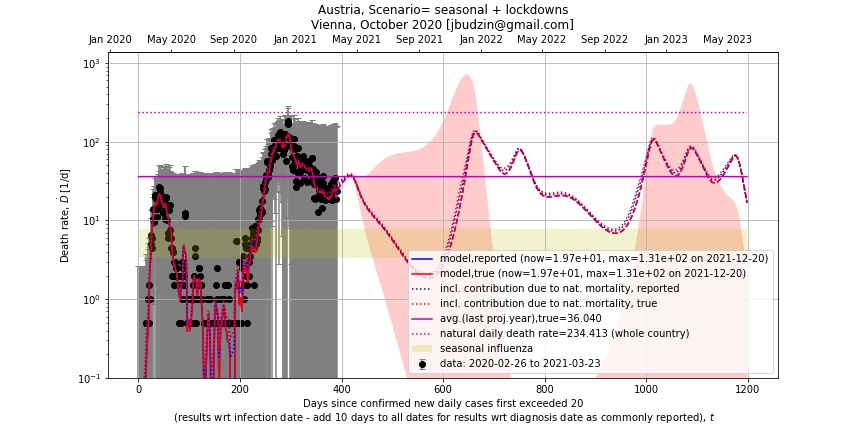 Austria, Scenario= seasonal + lockdowns
Vienna, October 2020 [jbudzin@gmail.com]
Jan 2020 May 2020 Sep 2020 Jan 2021 May 2021 Sep 2021 Jan 2022 May 2022 Sep 2022 Jan 2023 May 2023
10³
10²
10¹
10⁰
10⁻¹
Death rate, D [1/d]
model,reported (now=1.97e+01, max=1.31e+02 on 2021-12-20)
model,true (now=1.97e+01, max=1.31e+02 on 2021-12-20)
incl. contribution due to nat. mortality, reported
incl. contribution due to nat. mortality, true
avg.(last proj.year),true=36.040
natural daily death rate=234.413 (whole country)
seasonal influenza
data: 2020-02-26 to 2021-03-23
0 200 400 600 800 1000 1200
Days since confirmed new daily cases first exceeded 20
(results wrt infection date - add 10 days to all dates for results wrt diagnosis date as commonly reported), t